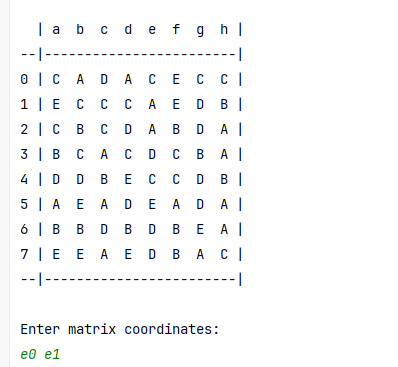 | a  b  c  d  e  f  g  h |
--|------------------------|
0 | C  A  D  A  C  E  C  C |
1 | E  C  C  C  A  E  D  B |
2 | C  B  C  D  A  B  D  A |
3 | B  C  A  C  D  C  B  A |
4 | D  D  B  E  C  C  D  B |
5 | A  E  A  D  E  A  D  A |
6 | B  B  D  B  D  B  E  A |
7 | E  E  A  E  D  B  A  C |
--|------------------------|
Enter matrix coordinates:
e0 e1